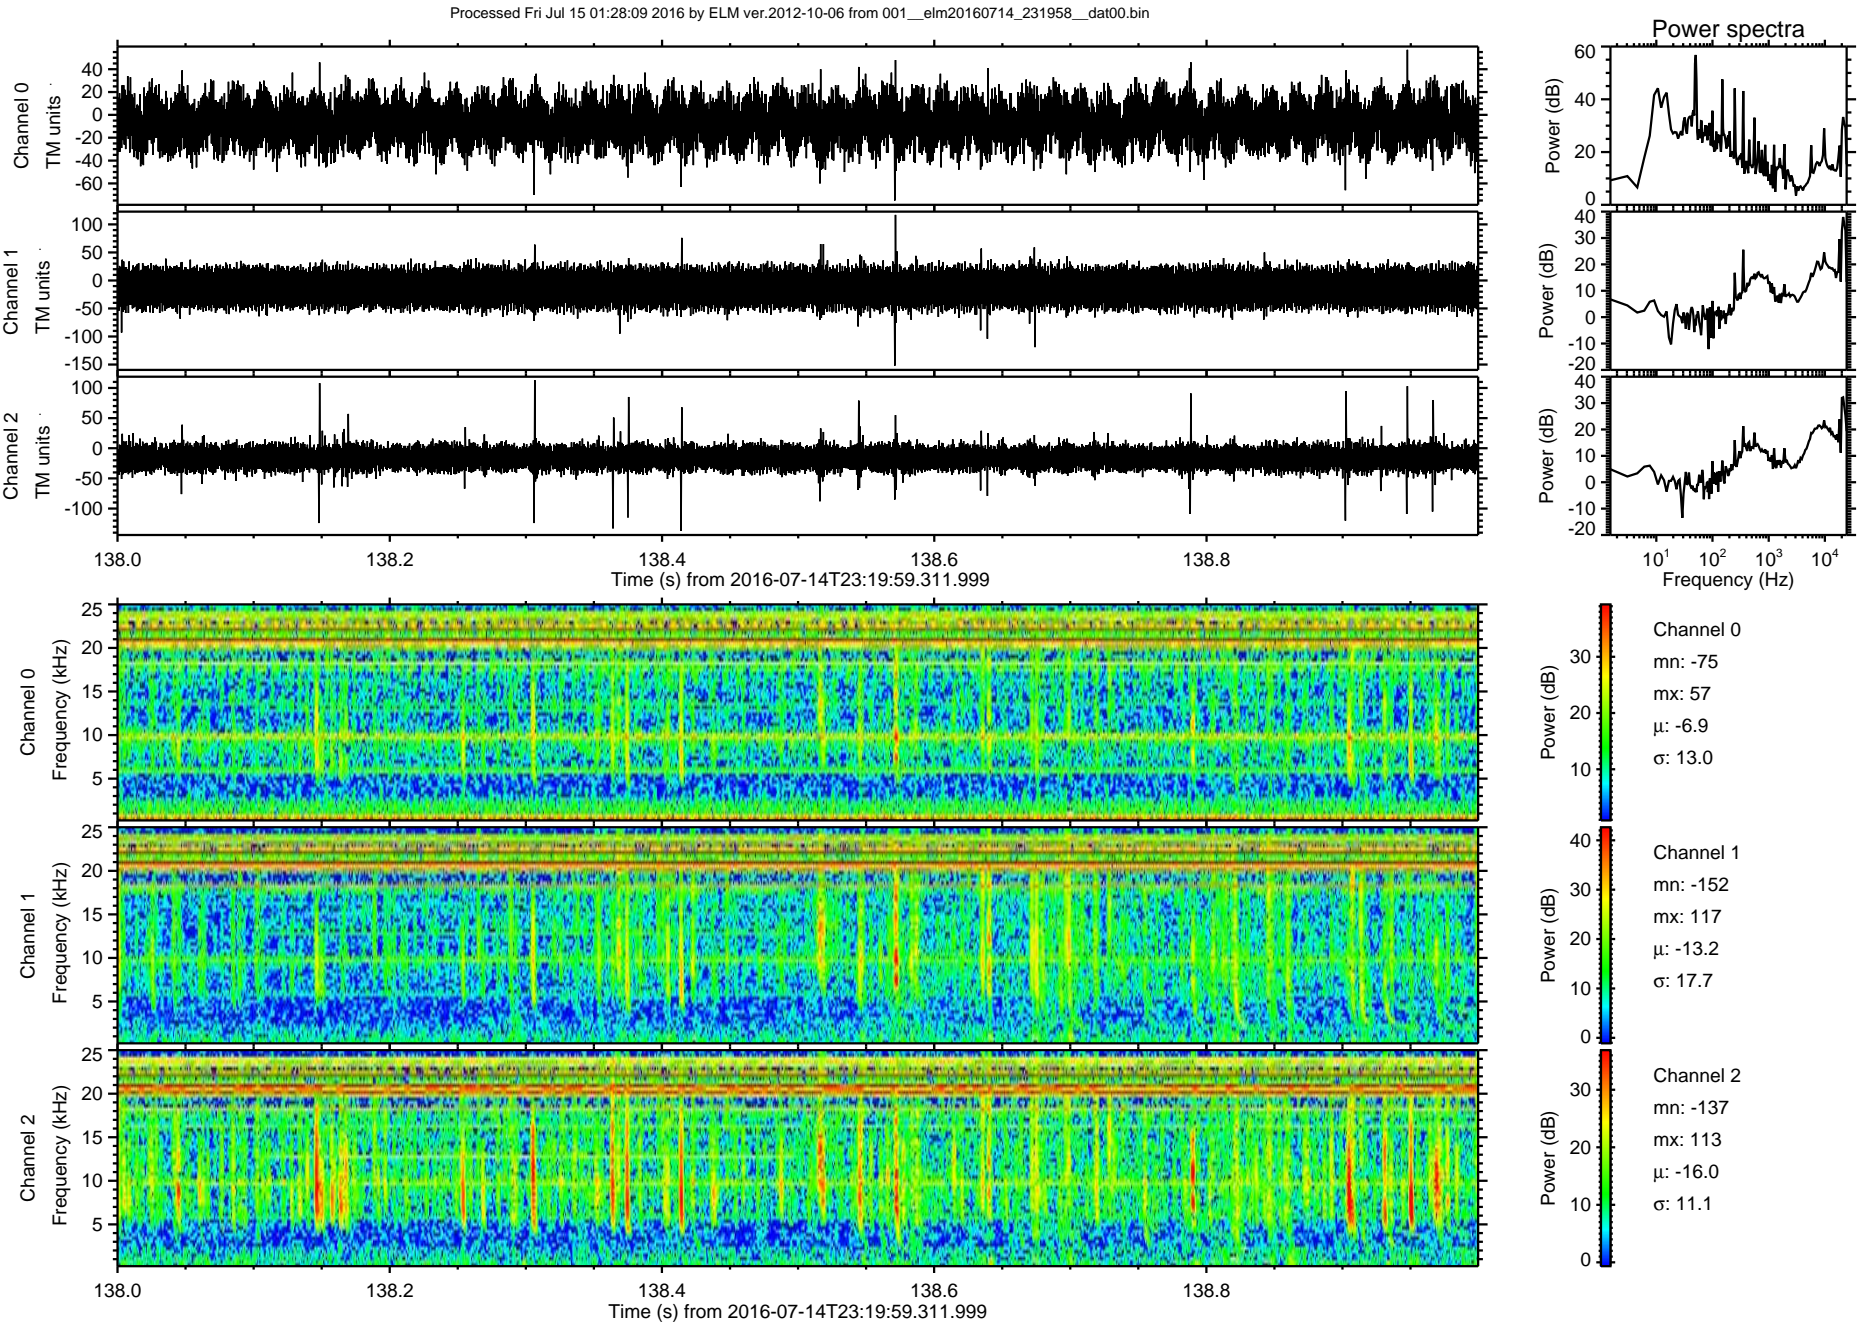 Processed Fri Jul 15 01:28:09 2016 by ELM ver.2012-10-06 from 001__elm20160714_231958__dat00.bin
Power spectra
Channel 0
TM units
40
20
0
-20
-40
-60
Power (dB)
60
40
20
0
Channel 1
TM units
100
50
0
-50
-100
-150
Power (dB)
40
30
20
10
0
-10
-20
Channel 2
TM units
100
50
0
-50
-100
Power (dB)
40
30
20
10
0
-10
-20
138.0 138.2 138.4 138.6 138.8
Time (s) from 2016-07-14T23:19:59.311.999
10¹ 10² 10³ 10⁴
Frequency (Hz)
Channel 0
Frequency (kHz)
25
20
15
10
5
Power (dB)
30
20
10
Channel 0
mn: -75
mx: 57
μ: -6.9
σ: 13.0
Channel 1
Frequency (kHz)
25
20
15
10
5
Power (dB)
40
30
20
10
0
Channel 1
mn: -152
mx: 117
μ: -13.2
σ: 17.7
Channel 2
Frequency (kHz)
25
20
15
10
5
Power (dB)
30
20
10
0
Channel 2
mn: -137
mx: 113
μ: -16.0
σ: 11.1
138.0 138.2 138.4 138.6 138.8
Time (s) from 2016-07-14T23:19:59.311.999